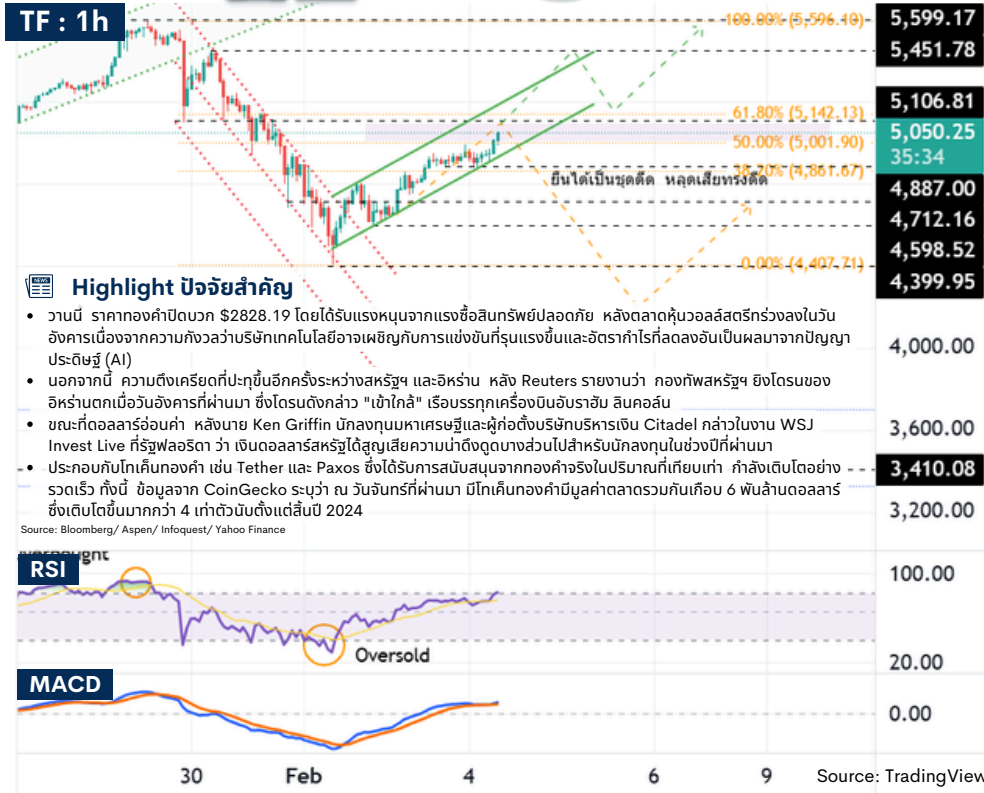 TF : 1h
100.00% (5,596.10)
5,599.17
5,451.78
61.80% (5,142.13)
5,106.81
5,050.25
35:34
50.00% (5,001.90)
38.20% (4,861.67)
4,887.00
ยืนได้เป็นชุดดีด หลุดเสียทรงดีด
4,712.16
4,598.52
0.00% (4,407.71)
4,399.95
Highlight ปัจจัยสำคัญ
• วานนี้ ราคาทองคำปิดบวก $2828.19 โดยได้รับแรงหนุนจากแรงซื้อสินทรัพย์ปลอดภัย หลังตลาดหุ้นวอลล์สตรีทร่วงลงในวัน
อังคารเนื่องจากความกังวลว่าบริษัทเทคโนโลยีอาจเผชิญกับการแข่งขันที่รุนแรงขึ้นและอัตรากำไรที่ลดลงอันเป็นผลมาจากปัญญา
ประดิษฐ์ (AI)
4,000.00
• นอกจากนี้ ความตึงเครียดที่ปะทุขึ้นอีกครั้งระหว่างสหรัฐฯ และอิหร่าน หลัง Reuters รายงานว่า กองทัพสหรัฐฯ ยิงโดรนของ
อิหร่านตกเมื่อวันอังคารที่ผ่านมา ซึ่งโดรนดังกล่าว "เข้าใกล้" เรือบรรทุกเครื่องบินอับราฮัม ลินคอล์น
• ขณะที่ดอลลาร์อ่อนค่า หลังนาย Ken Griffin นักลงทุนมหาเศรษฐีและผู้ก่อตั้งบริษัทบริหารเงิน Citadel กล่าวในงาน WSJ
Invest Live ที่รัฐฟลอริดา ว่า เงินดอลลาร์สหรัฐได้สูญเสียความน่าดึงดูดบางส่วนไปสำหรับนักลงทุนในช่วงปีที่ผ่านมา
3,600.00
• ประกอบกับโทเค็นทองคำ เช่น Tether และ Paxos ซึ่งได้รับการสนับสนุนจากทองคำจริงในปริมาณที่เทียบเท่า กำลังเติบโตอย่าง
3,410.08
รวดเร็ว ทั้งนี้ ข้อมูลจาก CoinGecko ระบุว่า ณ วันจันทร์ที่ผ่านมา มีโทเค็นทองคำมีมูลค่าตลาดรวมกันเกือบ 6 พันล้านดอลลาร์
ซึ่งเติบโตขึ้นมากกว่า 4 เท่าตัวนับตั้งแต่สิ้นปี 2024
3,200.00
Source: Bloomberg/ Aspen/ Infoquest/ Yahoo Finance
RSI
100.00
Oversold
20.00
MACD
0.00
30 Feb 4 6 9
Source: TradingView